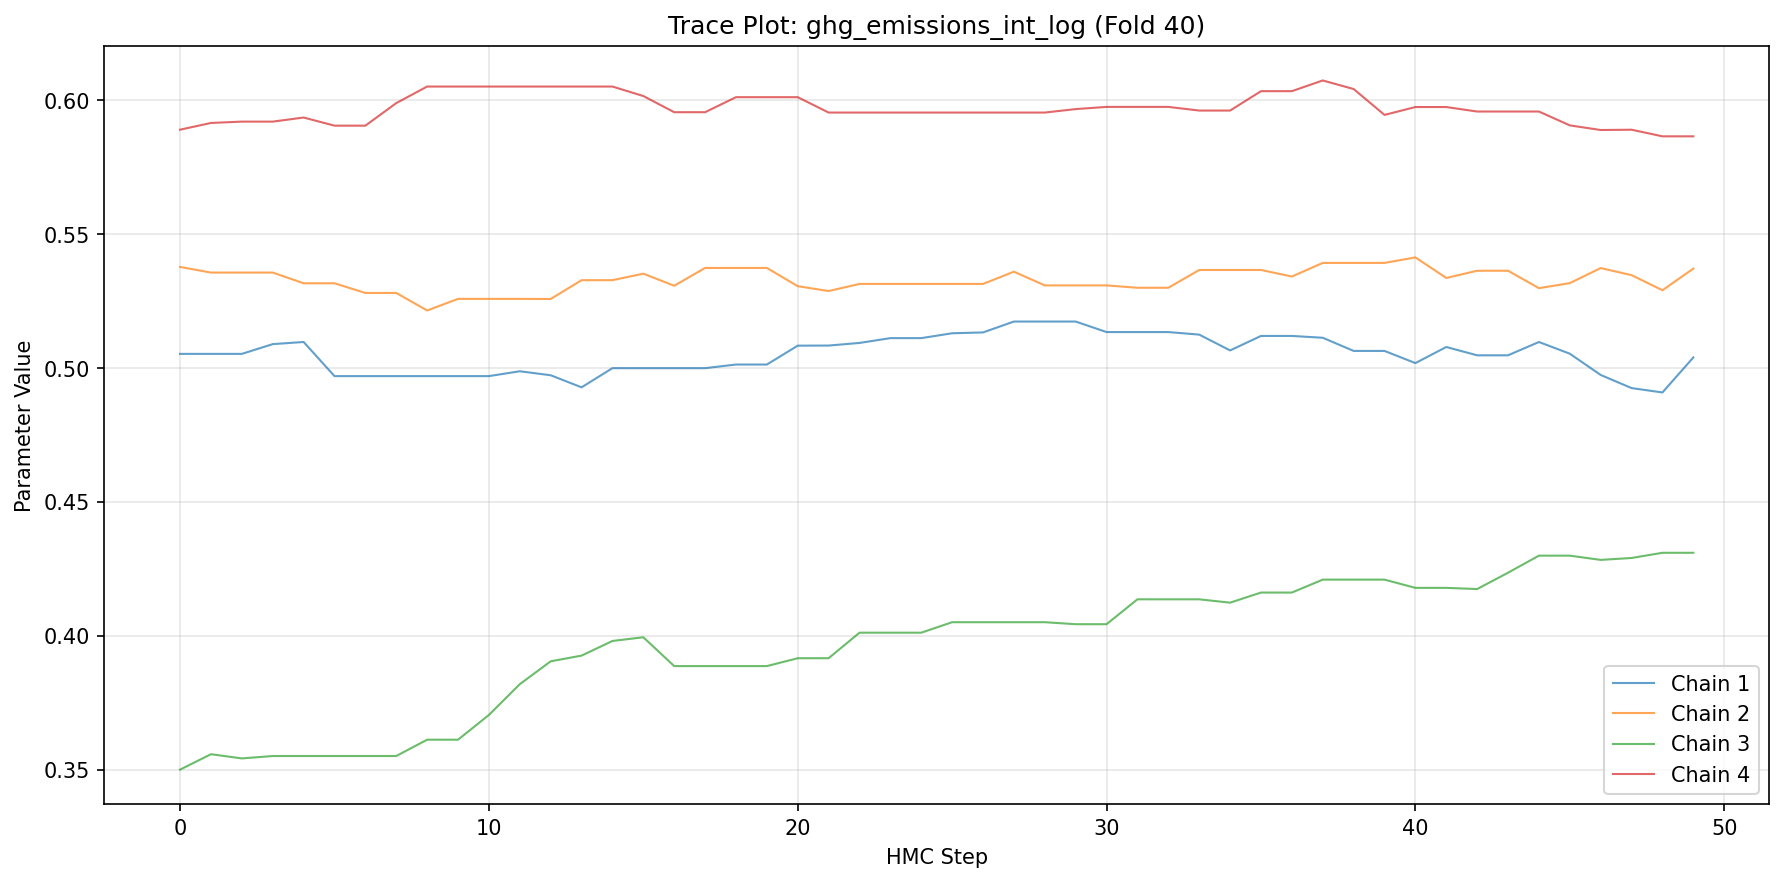 Trace Plot: ghg_emissions_int_log (Fold 40)
Parameter Value
0.60
0.55
0.50
0.45
0.40
0.35
Chain 1
Chain 2
Chain 3
Chain 4
0 10 20 30 40 50
HMC Step